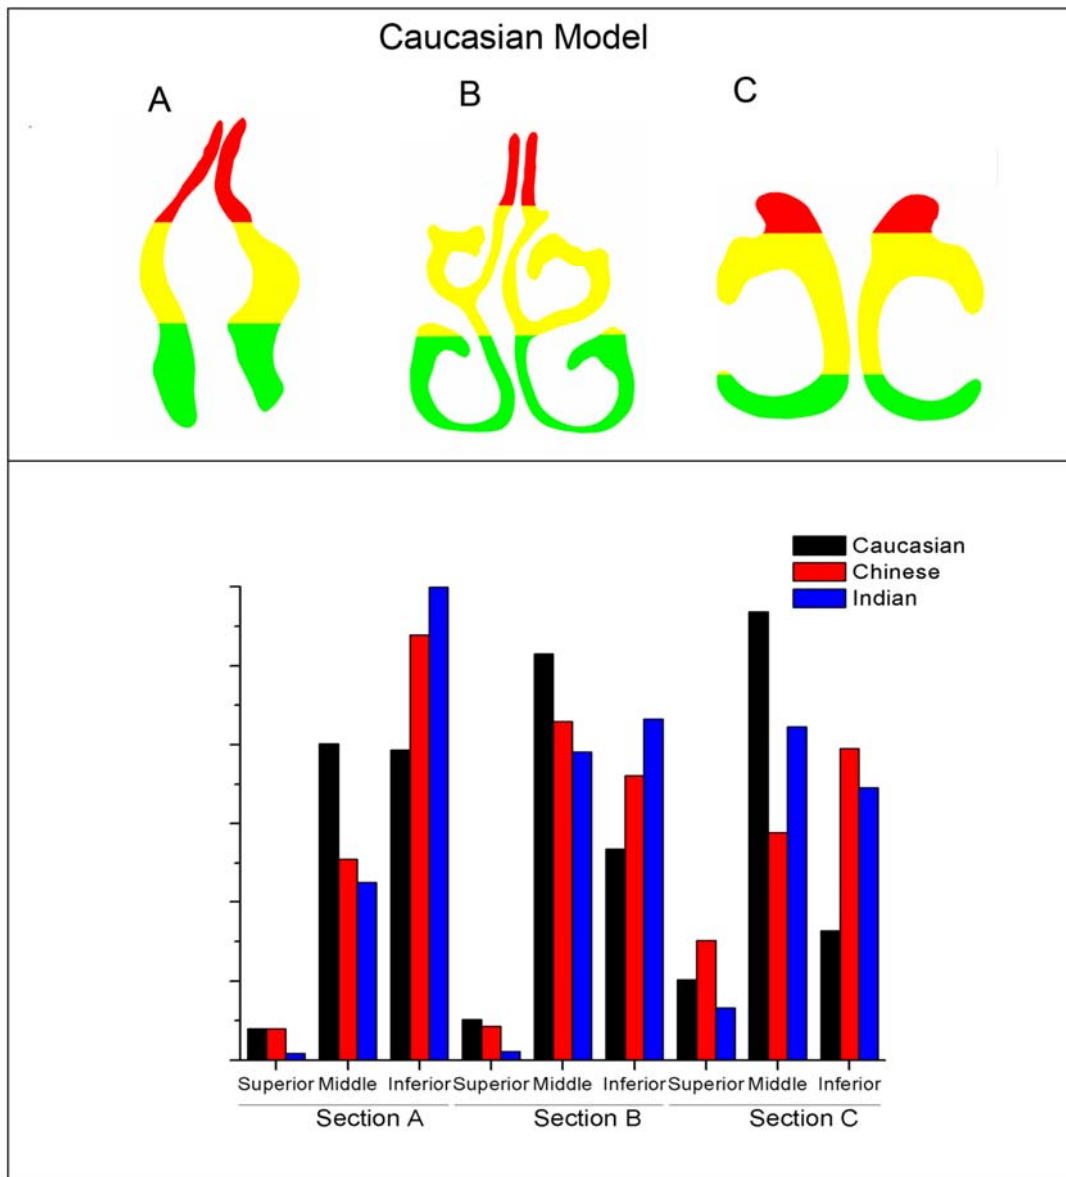 Caucasian Model
A B C
Caucasian
Chinese
Indian
Superior Middle Inferior Superior Middle Inferior Superior Middle Inferior
Section A Section B Section C